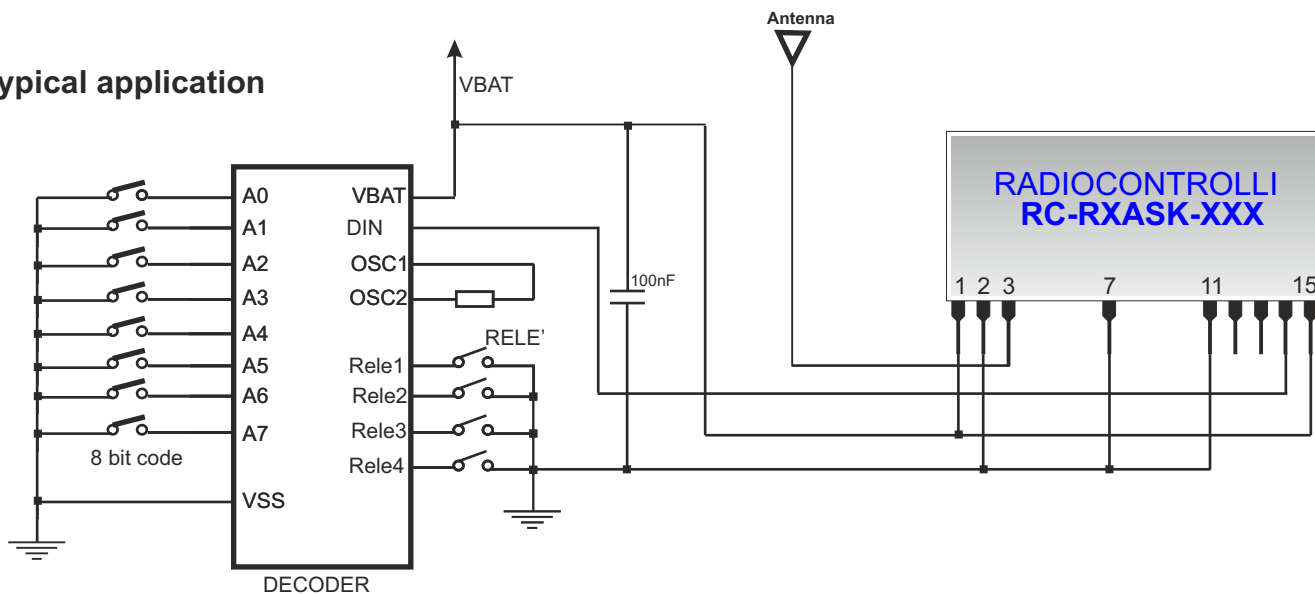 Antenna
ypical application
VBAT
RADIOCONTROLLI
RC-RXASK-XXX
1 2 3 7 11 15
A0
A1
A2
A3
A4
A5
A6
A7
VSS
VBAT
DIN
OSC1
OSC2
Rele1
Rele2
Rele3
Rele4
RELE'
100nF
8 bit code
DECODER